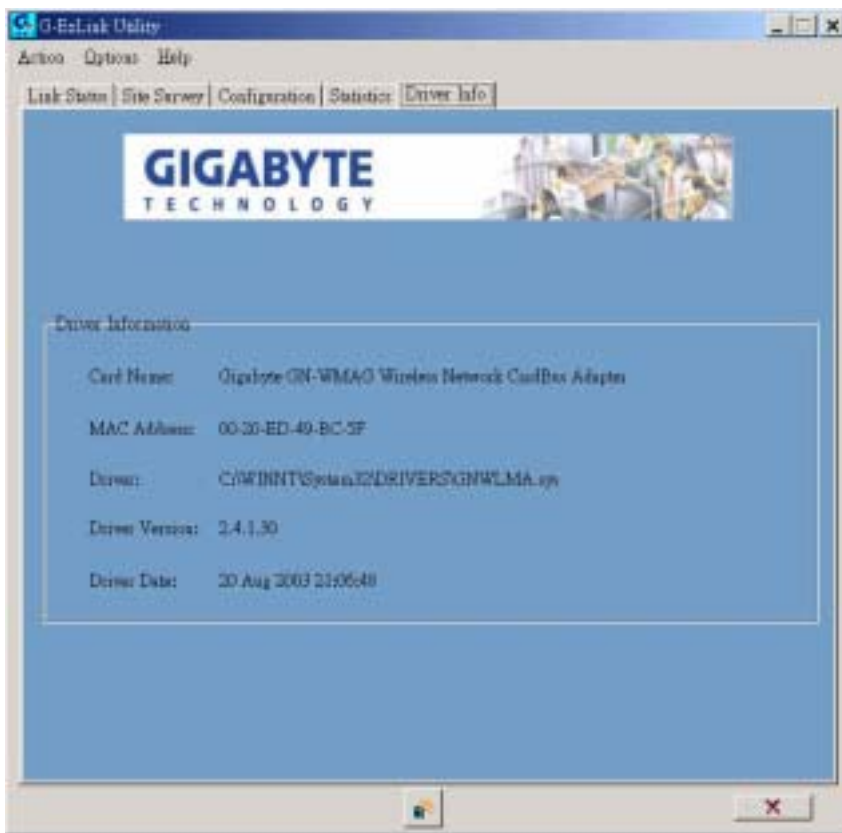 G-EzLink Utility
Action Options Help
Link Status Site Survey Configuration Statistics Driver Info
GIGABYTE
TECHNOLOGY
Driver Information
Card Name: Gigabyte GN-WMAG Wireless Network CardBus Adapter
MAC Address: 00-20-ED-49-BC-5F
Driver: C:\WINNT\System32\DRIVERS\GNWLMA.sys
Driver Version: 2.4.1.30
Driver Date: 20 Aug 2003 23:06:48